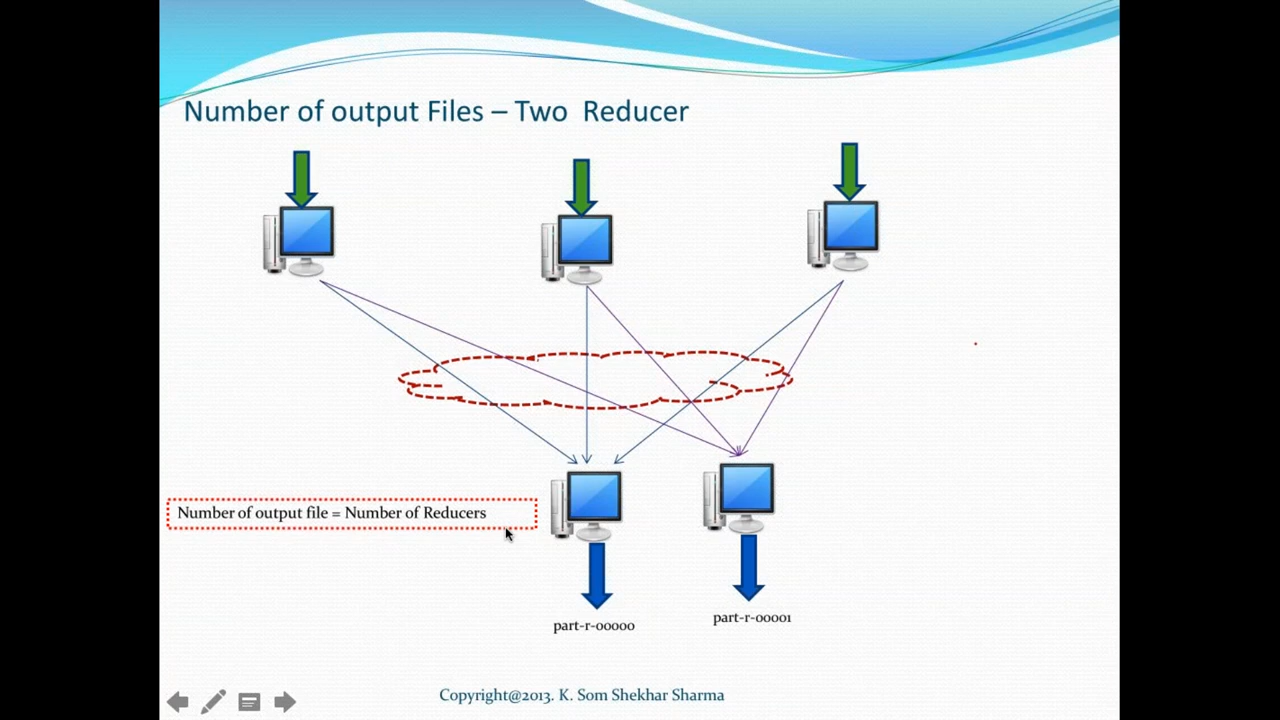 Number of output Files – Two  Reducer
Number of output file = Number of Reducers
part-r-00000
part-r-00001
Copyright@2013. K. Som Shekhar Sharma